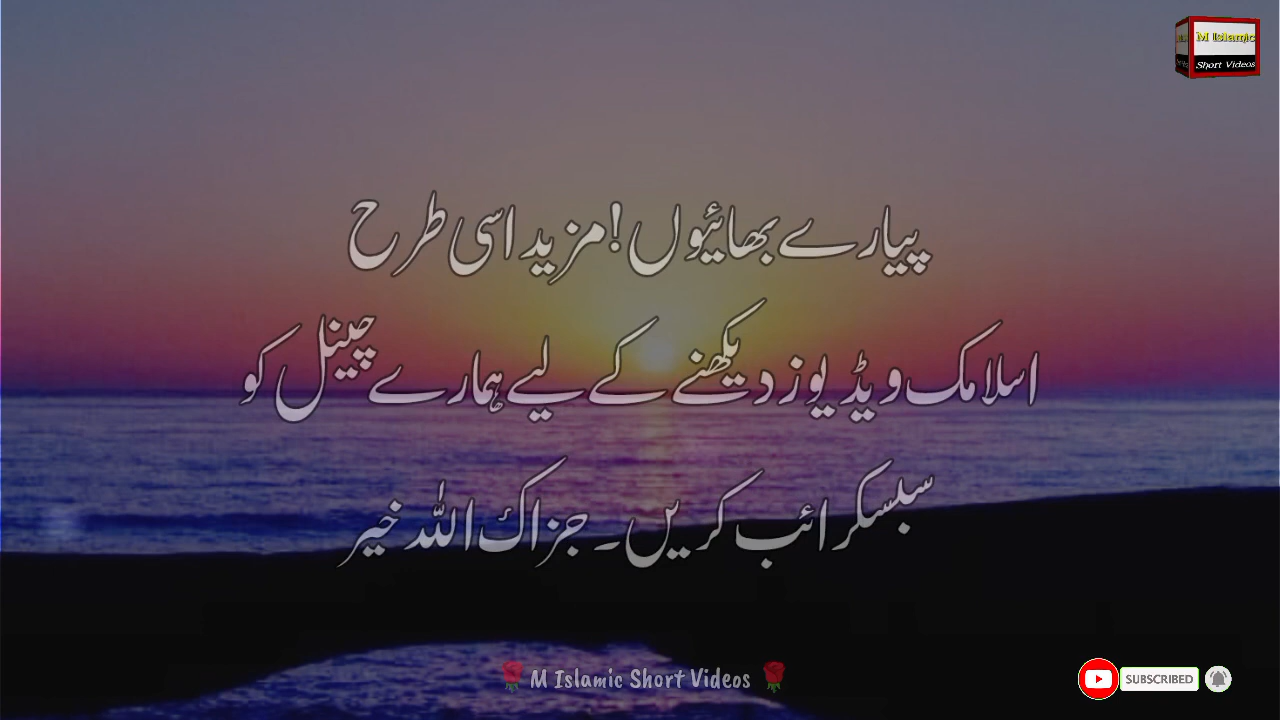 M Islamic
Short Videos
پیارے بھائیوں! مزید اسی طرح
اسلامک ویڈیوز دیکھنے کے لیے ہمارے چینل کو
سبسکرائب کریں۔ جزاک اللہ خیر
🌹 M Islamic Short Videos 🌹
SUBSCRIBED